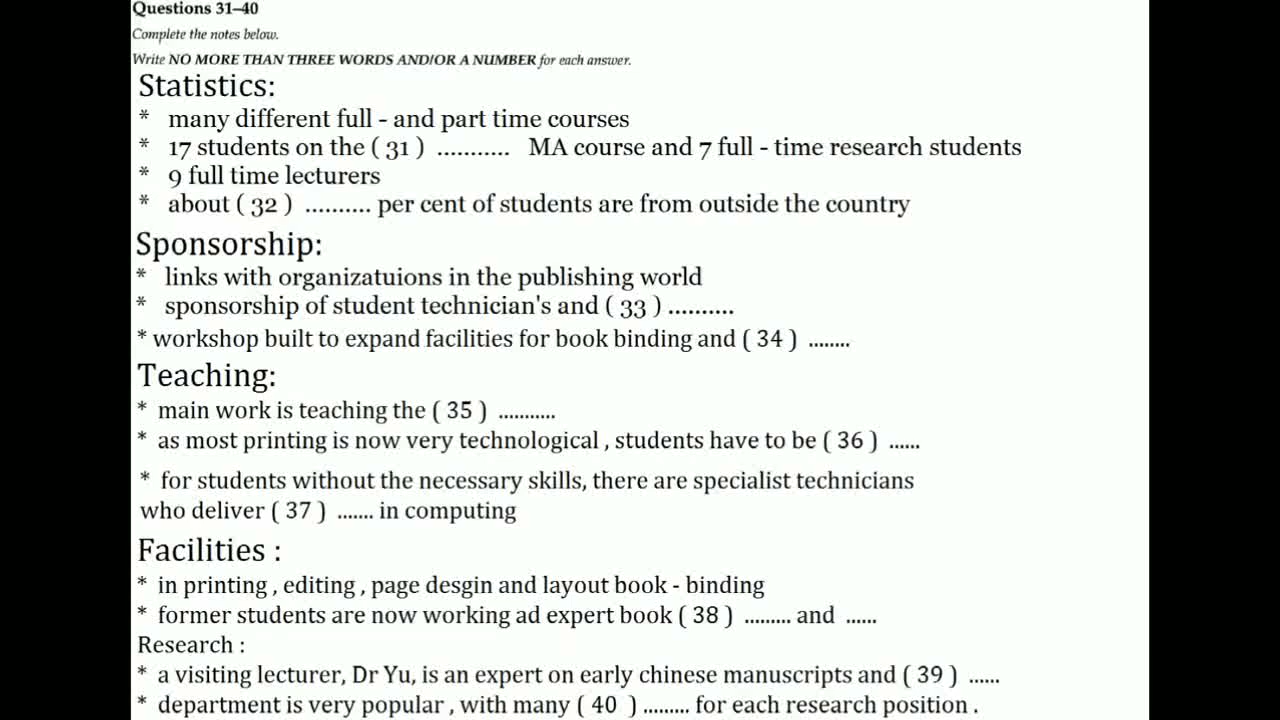 Questions 31–40
Complete the notes below.
Write NO MORE THAN THREE WORDS AND/OR A NUMBER for each answer.
Statistics:
* many different full - and part time courses
* 17 students on the ( 31 ) ........... MA course and 7 full - time research students
* 9 full time lecturers
* about ( 32 ) .......... per cent of students are from outside the country
Sponsorship:
* links with organizatuions in the publishing world
* sponsorship of student technician's and ( 33 ) ..........
* workshop built to expand facilities for book binding and ( 34 ) ........
Teaching:
* main work is teaching the ( 35 ) ...........
* as most printing is now very technological , students have to be ( 36 ) ......
* for students without the necessary skills, there are specialist technicians
who deliver ( 37 ) ....... in computing
Facilities :
* in printing , editing , page desgin and layout book - binding
* former students are now working ad expert book ( 38 ) ......... and ......
Research :
* a visiting lecturer, Dr Yu, is an expert on early chinese manuscripts and ( 39 ) ......
* department is very popular , with many ( 40 ) ......... for each research position .